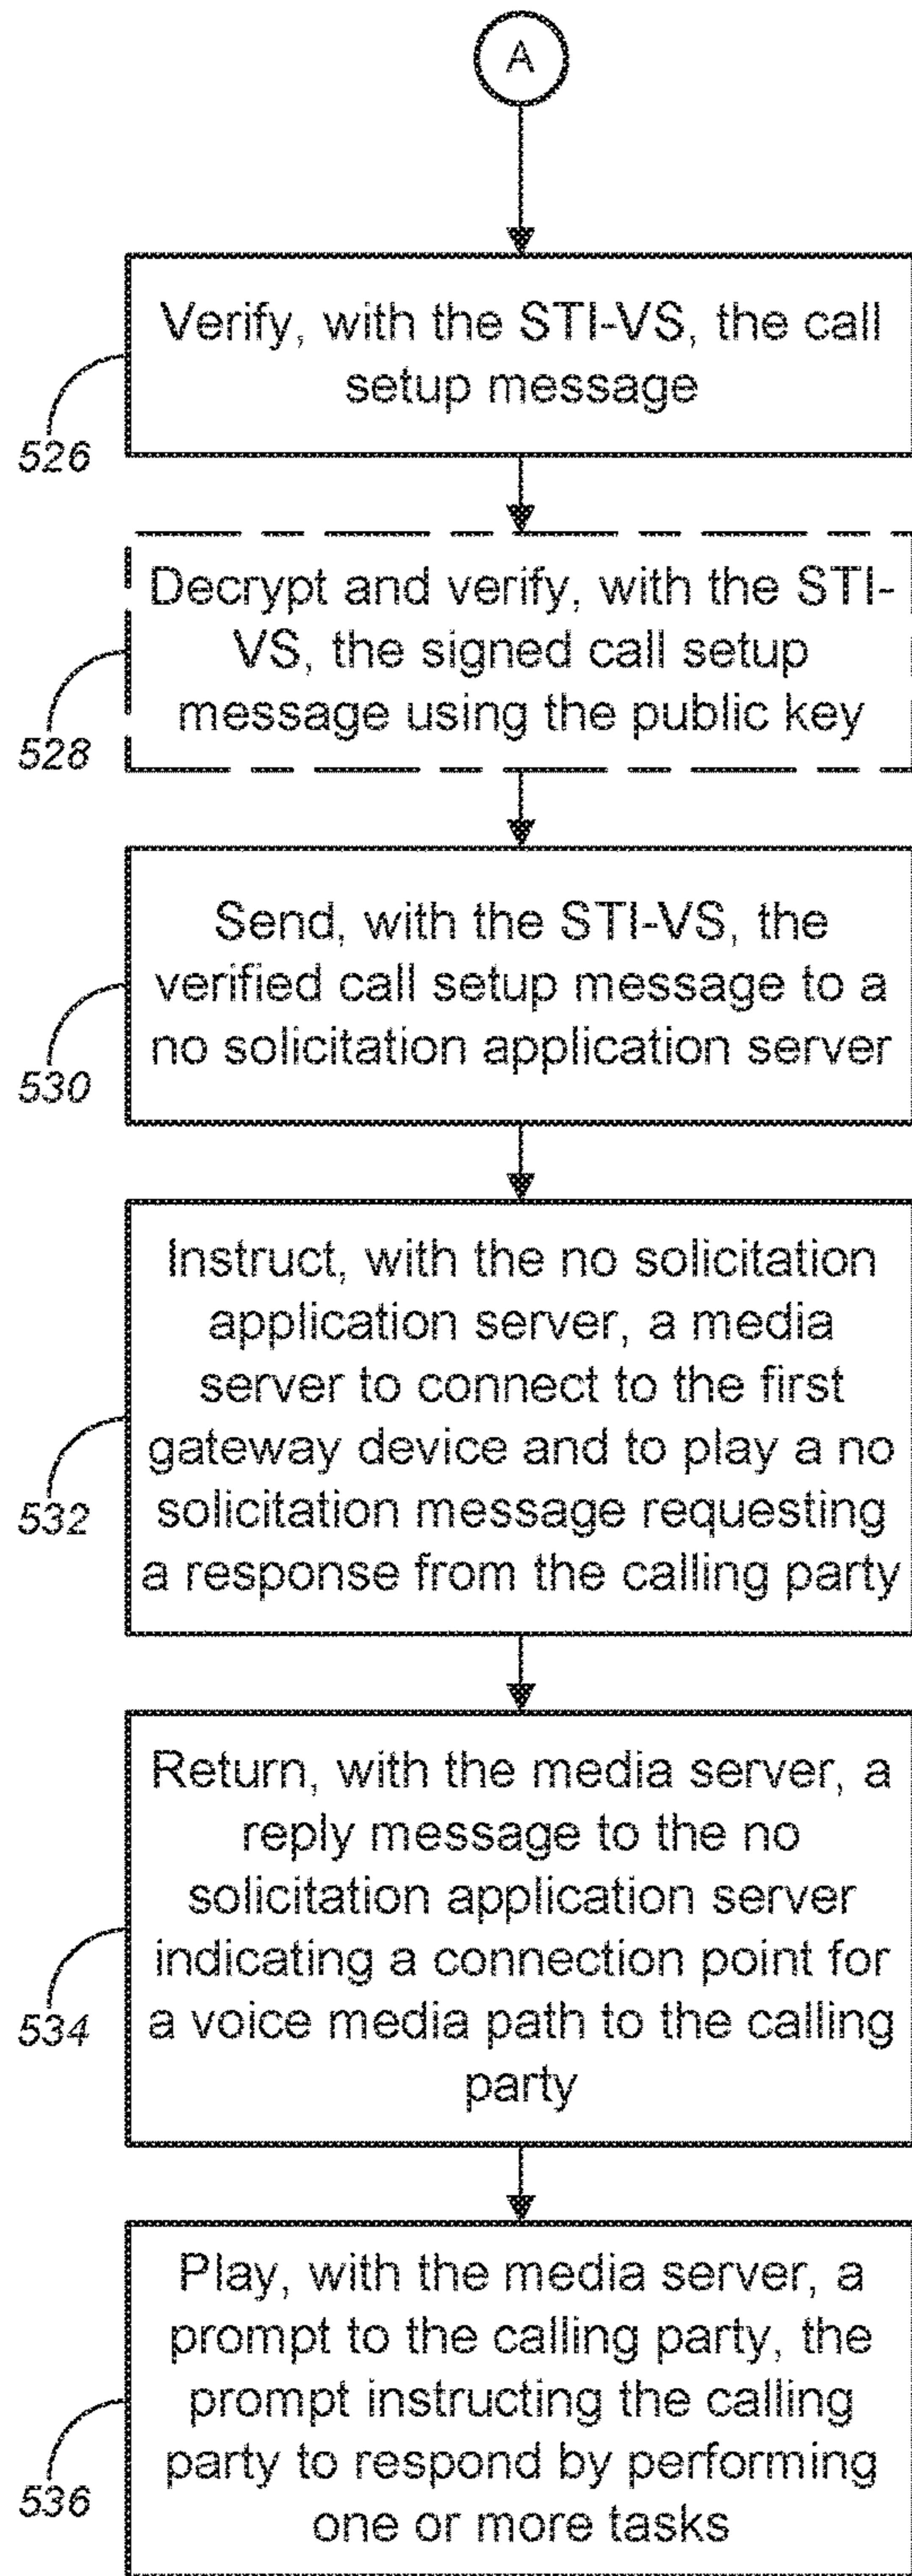 A
Verify, with the STI-VS, the call
setup message
526
Decrypt and verify, with the STI-
VS, the signed call setup
message using the public key
528
Send, with the STI-VS, the
verified call setup message to a
no solicitation application server
530
Instruct, with the no solicitation
application server, a media
server to connect to the first
gateway device and to play a no
solicitation message requesting
a response from the calling party
532
Return, with the media server, a
reply message to the no
solicitation application server
indicating a connection point for
a voice media path to the calling
party
534
Play, with the media server, a
prompt to the calling party, the
prompt instructing the calling
party to respond by performing
one or more tasks
536